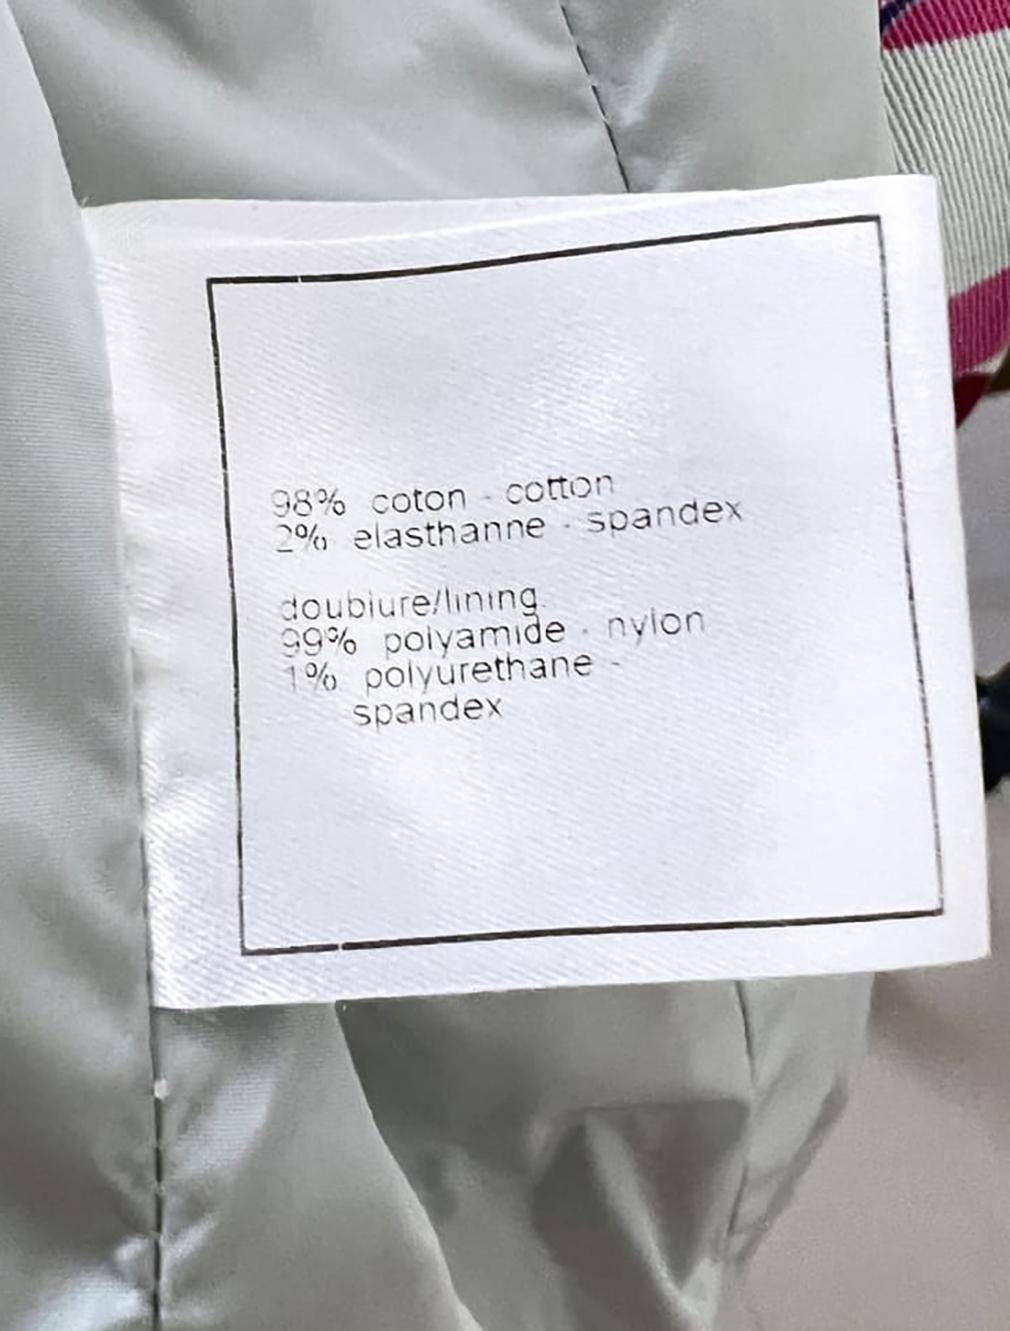 98% coton - cotton
2% elasthanne - spandex
doublure/lining
99% polyamide - nylon
1% polyurethane -
spandex